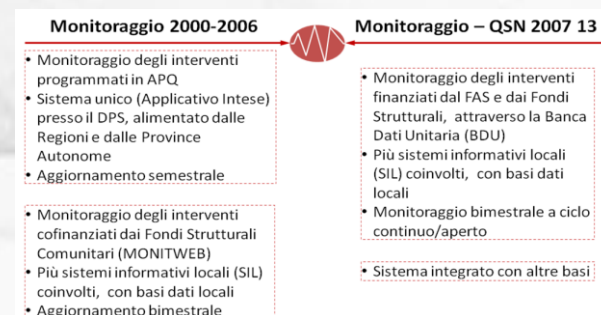 Monitoraggio 2000-2006
• Monitoraggio degli interventi
programmati in APQ
• Sistema unico (Applicativo Intese)
presso il DPS, alimentato dalle
Regioni e dalle Province
Autonome
• Aggiornamento semestrale
• Monitoraggio degli interventi
cofinanziati dai Fondi Strutturali
Comunitari (MONITWEB)
• Più sistemi informativi locali (SIL)
coinvolti, con basi dati locali
• Aggiornamento bimestrale
Monitoraggio – QSN 2007 13
• Monitoraggio degli interventi
finanziati dal FAS e dai Fondi
Strutturali, attraverso la Banca
Dati Unitaria (BDU)
• Più sistemi informativi locali
(SIL) coinvolti, con basi dati
locali
• Monitoraggio bimestrale a ciclo
continuo/aperto
• Sistema integrato con altre basi